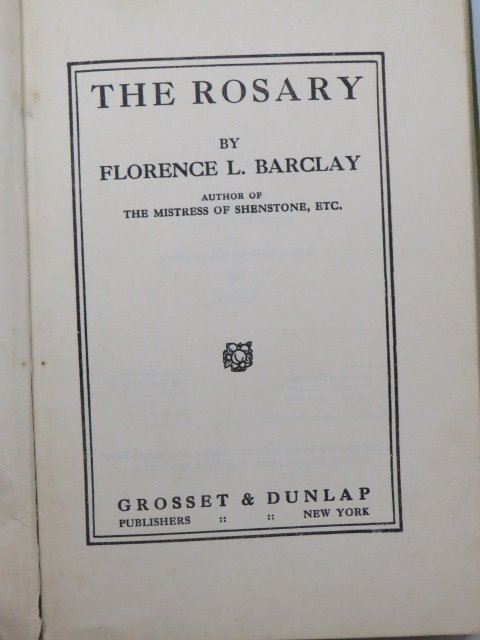 THE ROSARY
BY
FLORENCE L. BARCLAY
AUTHOR OF
THE MISTRESS OF SHENSTONE, ETC.
GROSSET & DUNLAP
PUBLISHERS :: :: NEW YORK